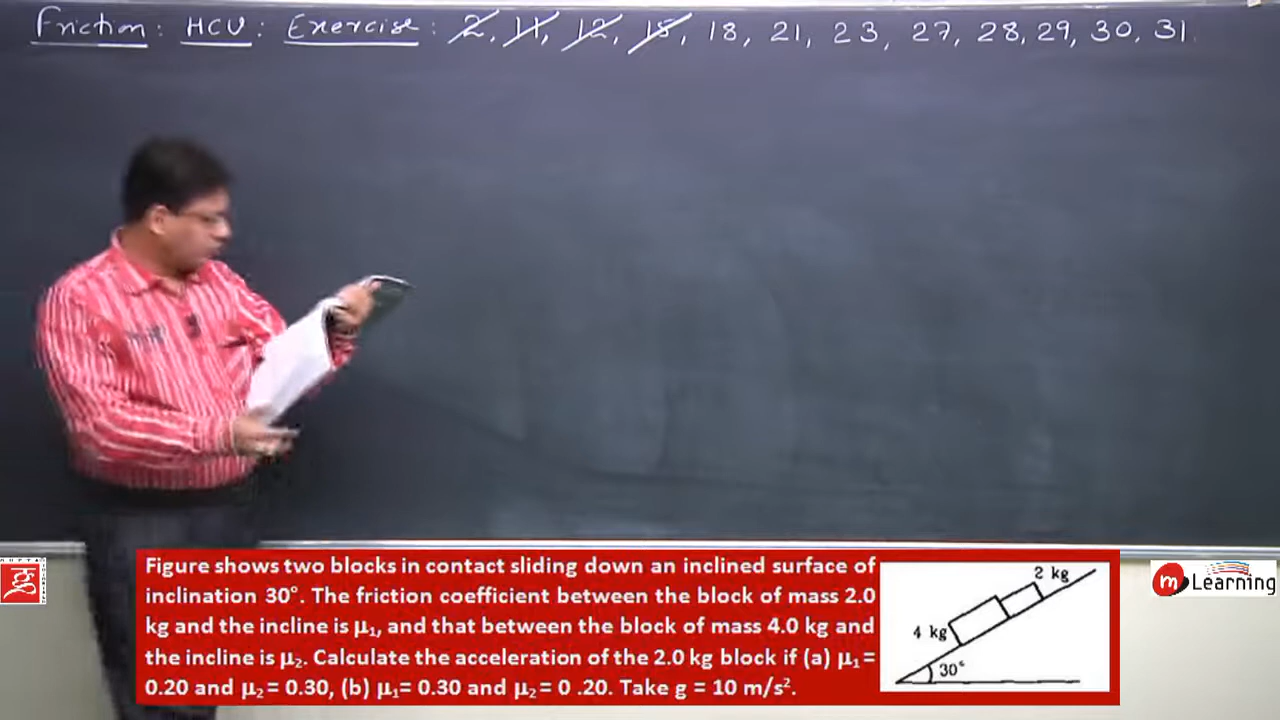 Friction : HCV : Exercise : 2, 11, 12, 15, 18, 21, 23, 27, 28, 29, 30, 31.
Figure shows two blocks in contact sliding down an inclined surface of
inclination 30°. The friction coefficient between the block of mass 2.0
kg and the incline is μ₁, and that between the block of mass 4.0 kg and
the incline is μ₂. Calculate the acceleration of the 2.0 kg block if (a) μ₁ =
0.20 and μ₂ = 0.30, (b) μ₁= 0.30 and μ₂ = 0 .20. Take g = 10 m/s².
2 kg
4 kg
30°
m Learning